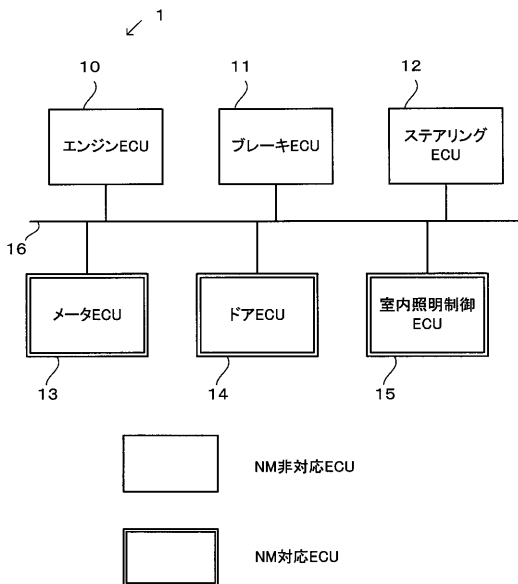 1
10
11
12
エンジンECU
ブレーキECU
ステアリング
ECU
16
メータECU
ドアECU
室内照明制御
ECU
13
14
15
NM非対応ECU
NM対応ECU